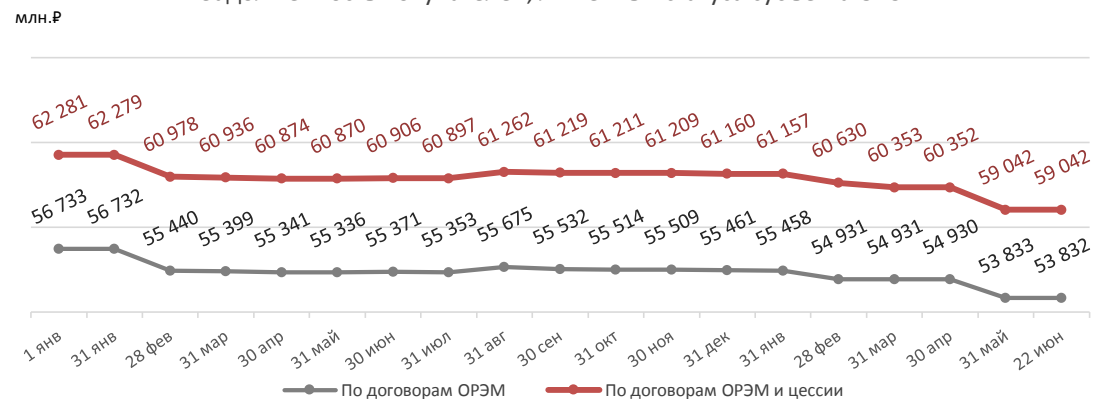 млн.₽
62 281 62 279 60 978 60 936 60 874 60 870 60 906 60 897 61 262 61 219 61 211 61 209 61 160 61 157 60 630 60 353 60 352 59 042 59 042
56 733 56 732 55 440 55 399 55 341 55 336 55 371 55 353 55 675 55 532 55 514 55 509 55 461 55 458 54 931 54 931 54 930 53 833 53 832
1 янв 31 янв 28 фев 31 мар 30 апр 31 май 30 июн 31 июл 31 авг 30 сен 31 окт 30 ноя 31 дек 31 янв 28 фев 31 мар 30 апр 31 май 22 июн
По договорам ОРЭМ По договорам ОРЭМ и цессии